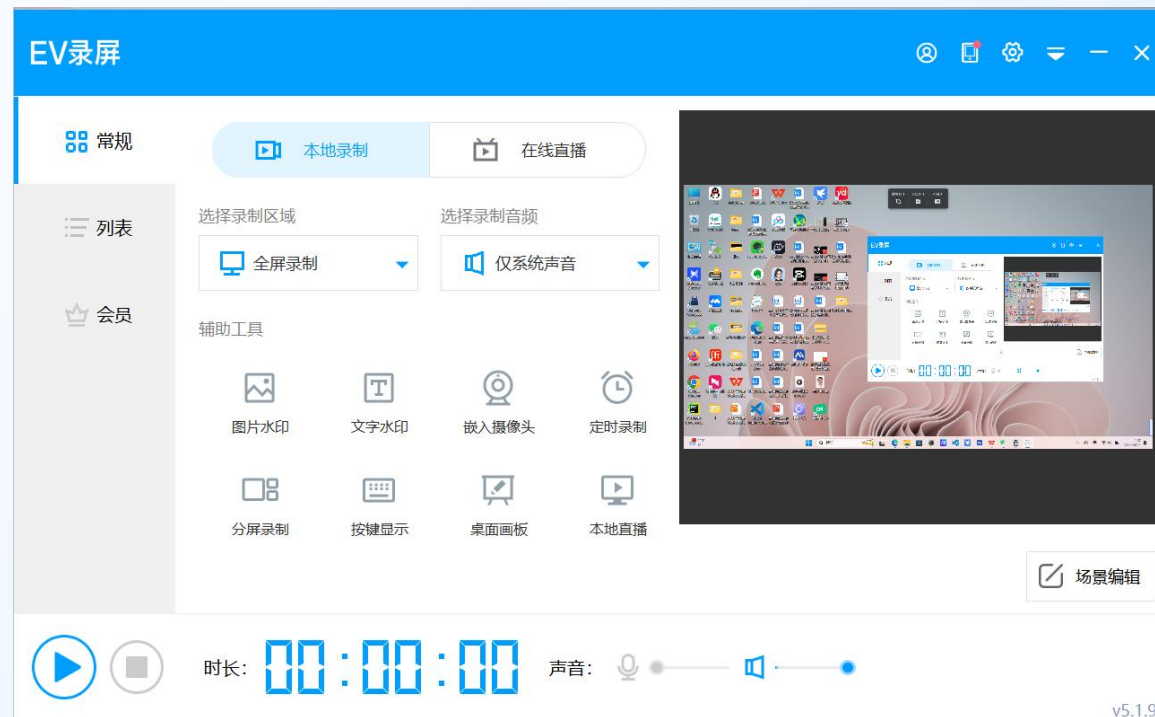 EV录屏
常规
列表
会员
本地录制
在线直播
选择录制区域
选择录制音频
全屏录制
仅系统声音
辅助工具
图片水印
文字水印
嵌入摄像头
定时录制
分屏录制
按键显示
桌面画板
本地直播
场景编辑
时长:
00:00:00
声音:
v5.1.9